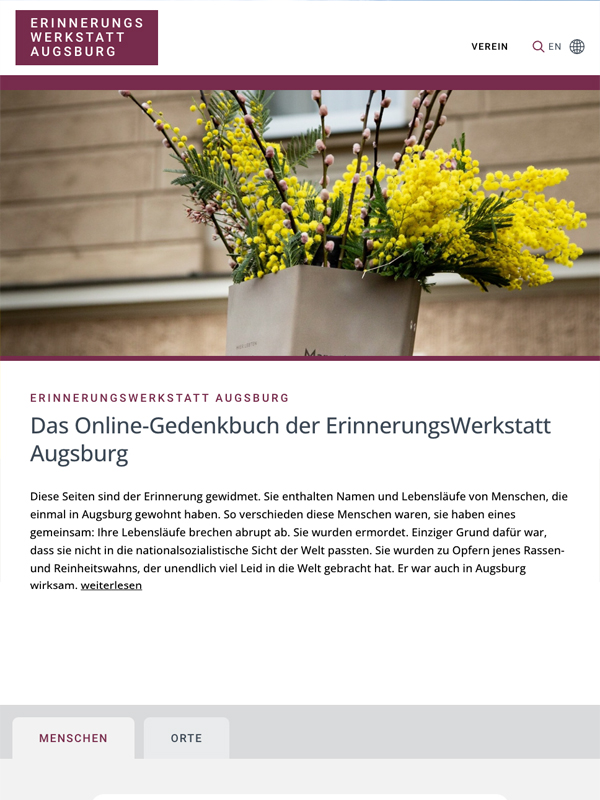 ERINNERUNGS
WERKSTATT
AUGSBURG
VEREIN
EN
ERINNERUNGSWERKSTATT AUGSBURG
Das Online-Gedenkbuch der ErinnerungsWerkstatt
Augsburg
Diese Seiten sind der Erinnerung gewidmet. Sie enthalten Namen und Lebensläufe von Menschen, die
einmal in Augsburg gewohnt haben. So verschieden diese Menschen waren, sie haben eines
gemeinsam: Ihre Lebensläufe brechen abrupt ab. Sie wurden ermordet. Einziger Grund dafür war,
dass sie nicht in die nationalsozialistische Sicht der Welt passten. Sie wurden zu Opfern jenes Rassen-
und Reinheitswahns, der unendlich viel Leid in die Welt gebracht hat. Er war auch in Augsburg
wirksam. weiterlesen
MENSCHEN
ORTE